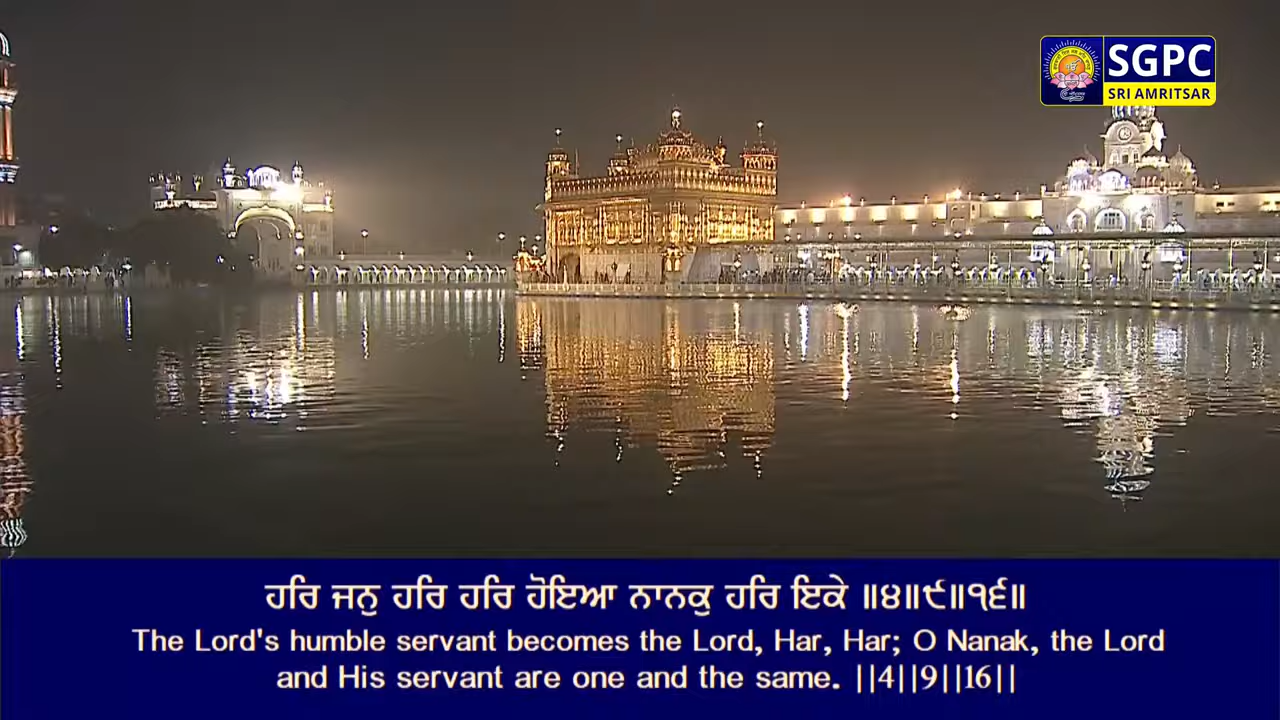 SGPC
SRI AMRITSAR
ਹਰਿ ਜਨੁ ਹਰਿ ਹਰਿ ਹੋਇਆ ਨਾਨਕੁ ਹਰਿ ਇਕੇ ॥੪॥੯॥੧੬॥
The Lord's humble servant becomes the Lord, Har, Har; O Nanak, the Lord
and His servant are one and the same. ||4||9||16||